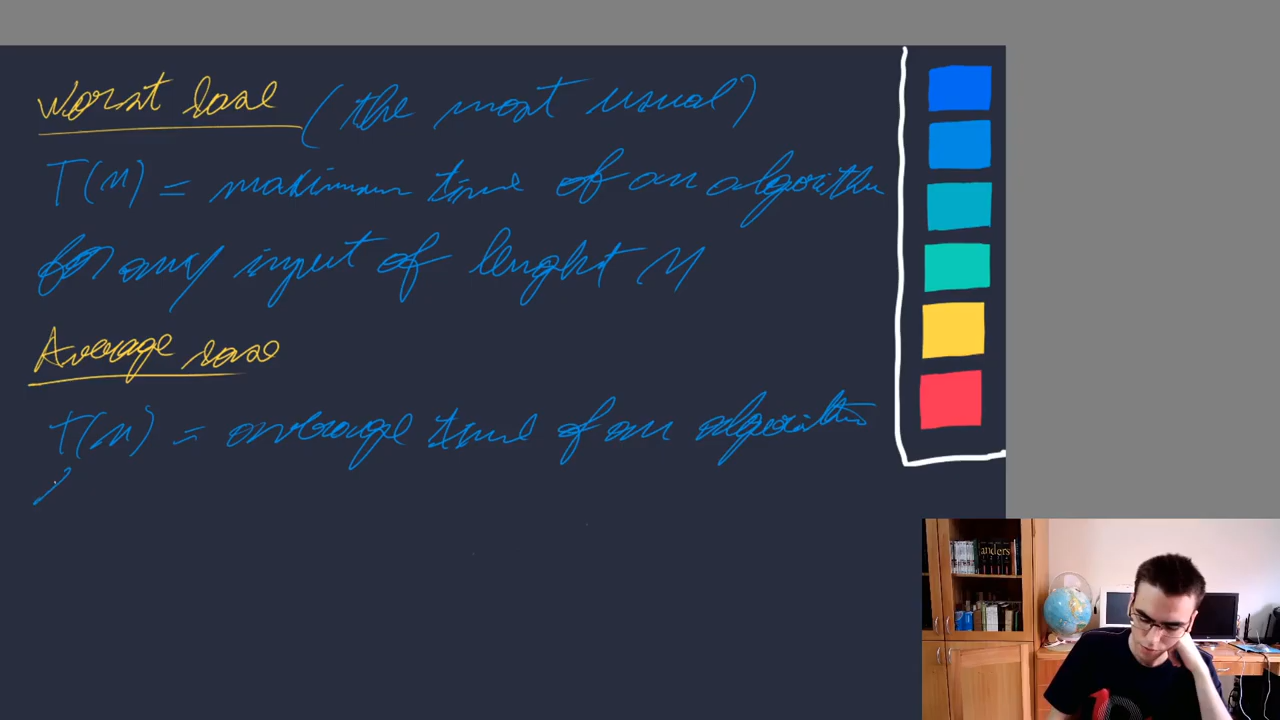 Worst case (the most usual)
T(n) = maximum time of an algorithm
for any input of lenght n
Average case
T(n) = average time of an algorithm
anders